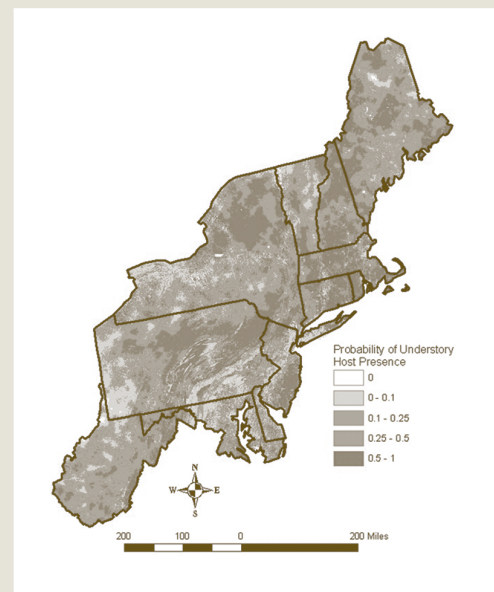 Probability of Understory
Host Presence
0
0 - 0.1
0.1 - 0.25
0.25 - 0.5
0.5 - 1
N
W E
S
200 100 0 200 Miles